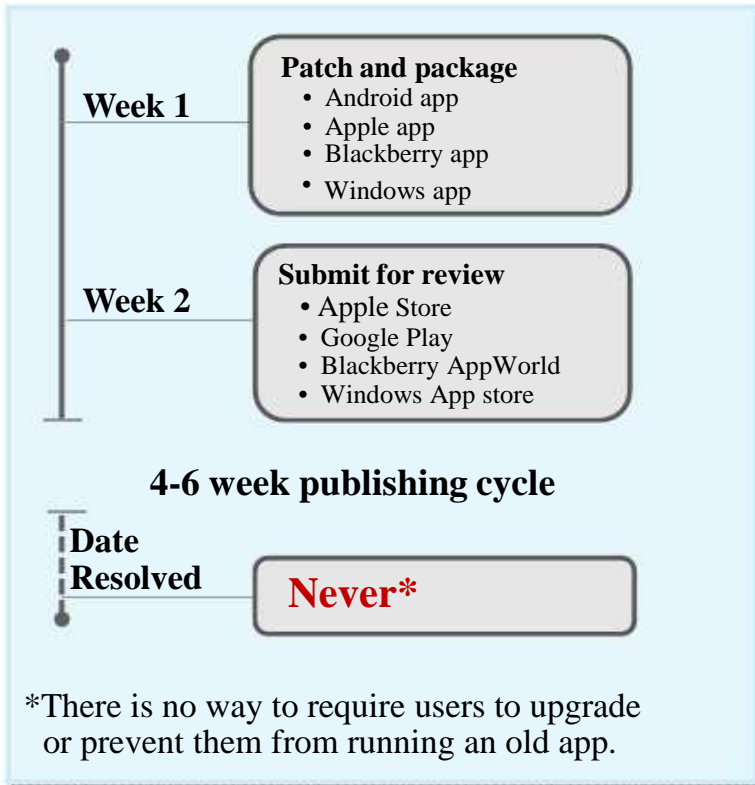 Week 1
Patch and package
• Android app
• Apple app
• Blackberry app
• Windows app
Week 2
Submit for review
• Apple Store
• Google Play
• Blackberry AppWorld
• Windows App store
4-6 week publishing cycle
Date
Resolved
Never*
*There is no way to require users to upgrade
or prevent them from running an old app.